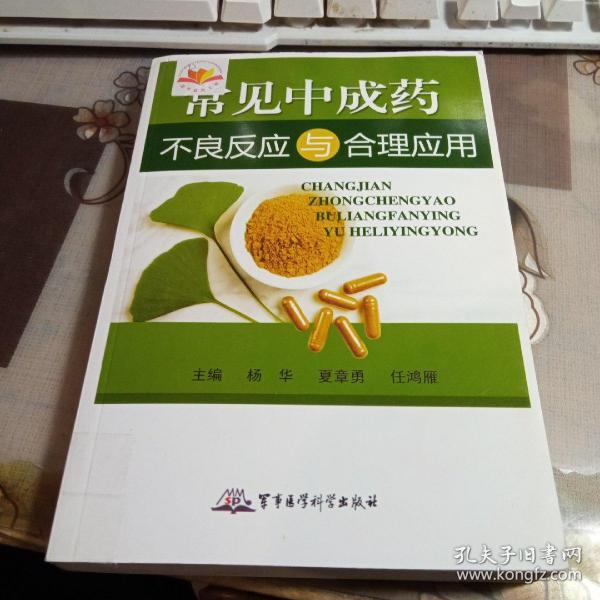 常见中成药
不良反应与合理应用
CHANGJIAN
ZHONGCHENGYAO
BULIANGFANYING
YU HELIYINGYONG
主编 杨华 夏章勇 任鸿雁
MM
SP
军事医学科学出版社
孔夫子旧书网
www.kongfz.com